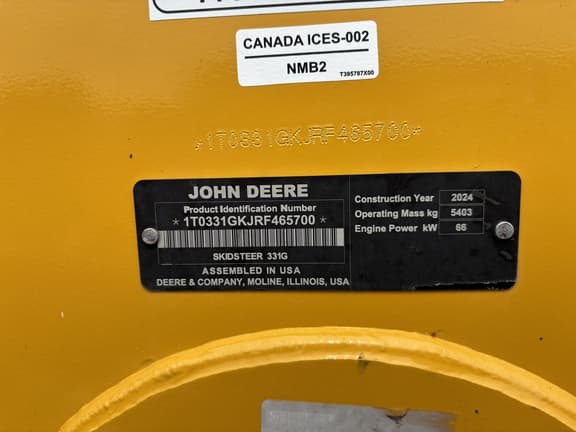 CANADA ICES-002
NMB2
T395787X00
*1T0331GKJRF465700*
JOHN DEERE
Product Identification Number
*1T0331GKJRF465700*
SKIDSTEER 331G
ASSEMBLED IN USA
DEERE & COMPANY, MOLINE, ILLINOIS, USA
Construction Year 2024
Operating Mass kg 5403
Engine Power kW 66